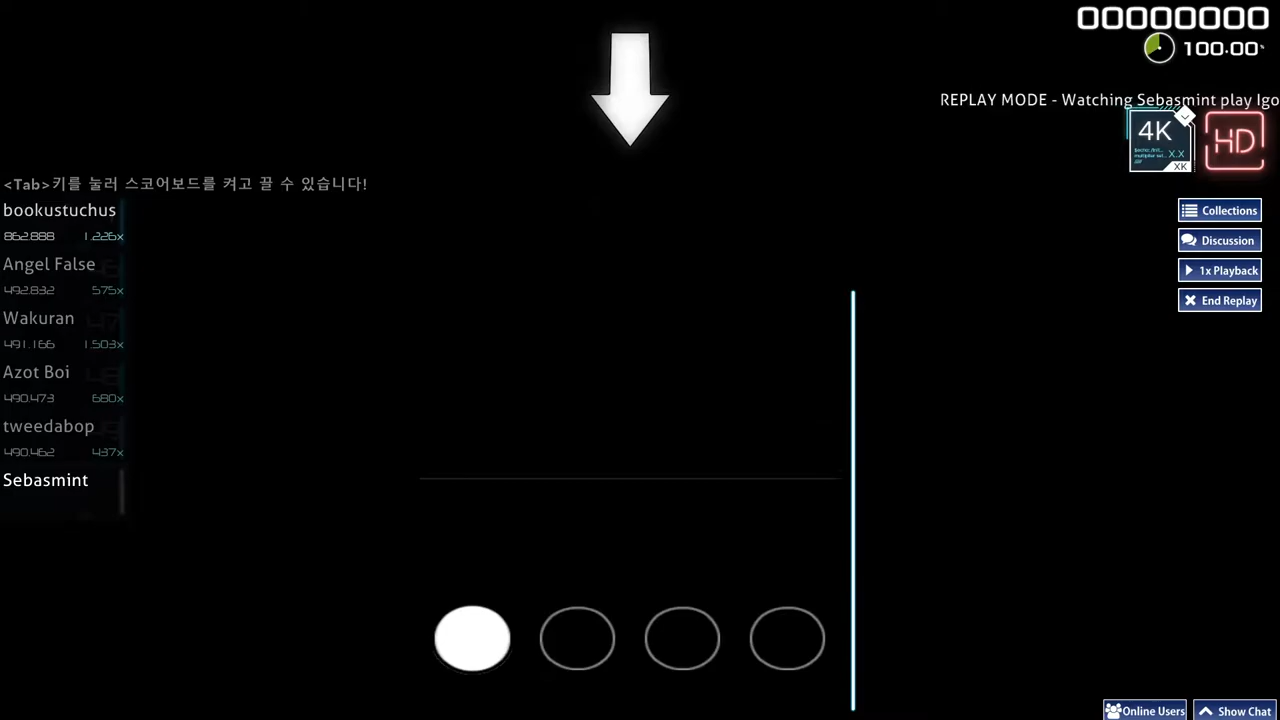 00000000
100.00%
REPLAY MODE - Watching Sebasmint play Igo
4K
X.X
XK
HD
<Tab>키를 눌러 스코어보드를 켜고 끌 수 있습니다!
bookustuchus
862.888 1.226x
Angel False
492.832 575x
Wakuran
491.166 1.503x
Azot Boi
490.473 680x
tweedabop
490.462 437x
Sebasmint
Collections
Discussion
1x Playback
End Replay
Online Users
Show Chat